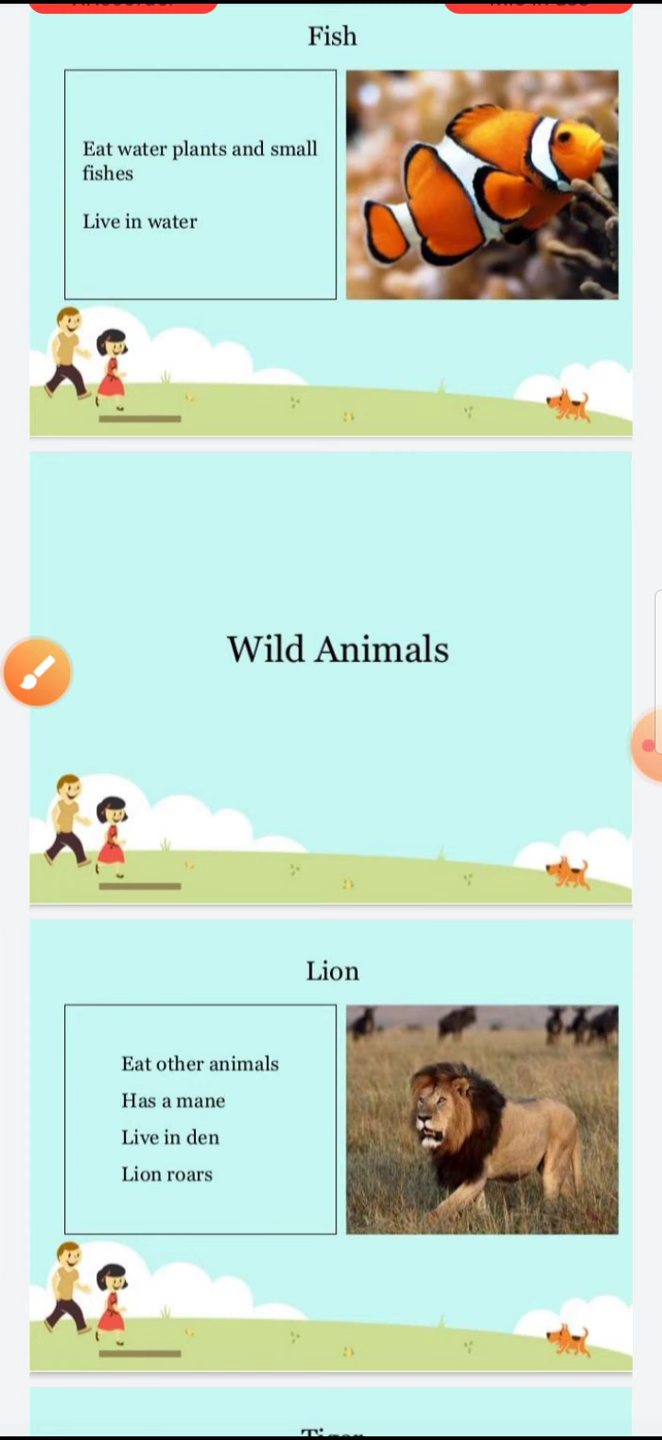 Fish
Eat water plants and small
fishes
Live in water
Wild Animals
Lion
Eat other animals
Has a mane
Live in den
Lion roars